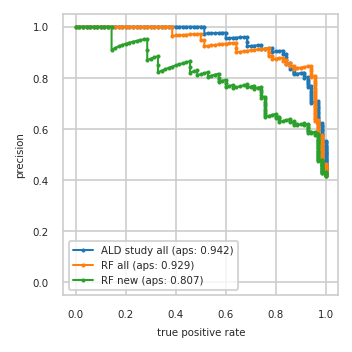 1.0
0.8
0.6
0.4
0.2
0.0
precision
ALD study all (aps: 0.942)
RF all (aps: 0.929)
RF new (aps: 0.807)
0.0 0.2 0.4 0.6 0.8 1.0
true positive rate